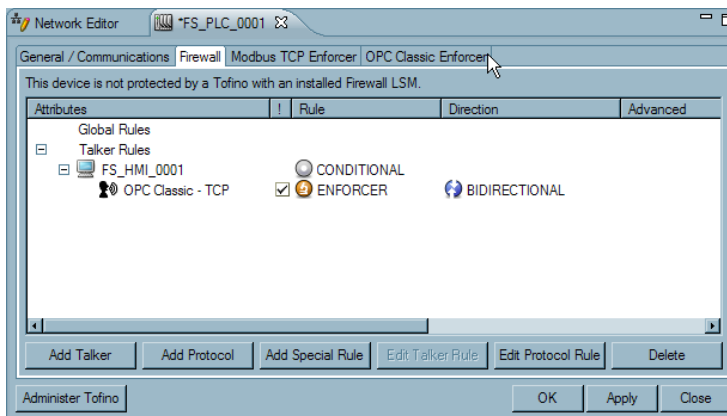 Network Editor *FS_PLC_0001
General / Communications Firewall Modbus TCP Enforcer OPC Classic Enforcer
This device is not protected by a Tofino with an installed Firewall LSM.
Attributes ! Rule Direction Advanced
Global Rules
Talker Rules
FS_HMI_0001 CONDITIONAL
OPC Classic - TCP ENFORCER BIDIRECTIONAL
Add Talker Add Protocol Add Special Rule Edit Talker Rule Edit Protocol Rule Delete
Administer Tofino OK Apply Close